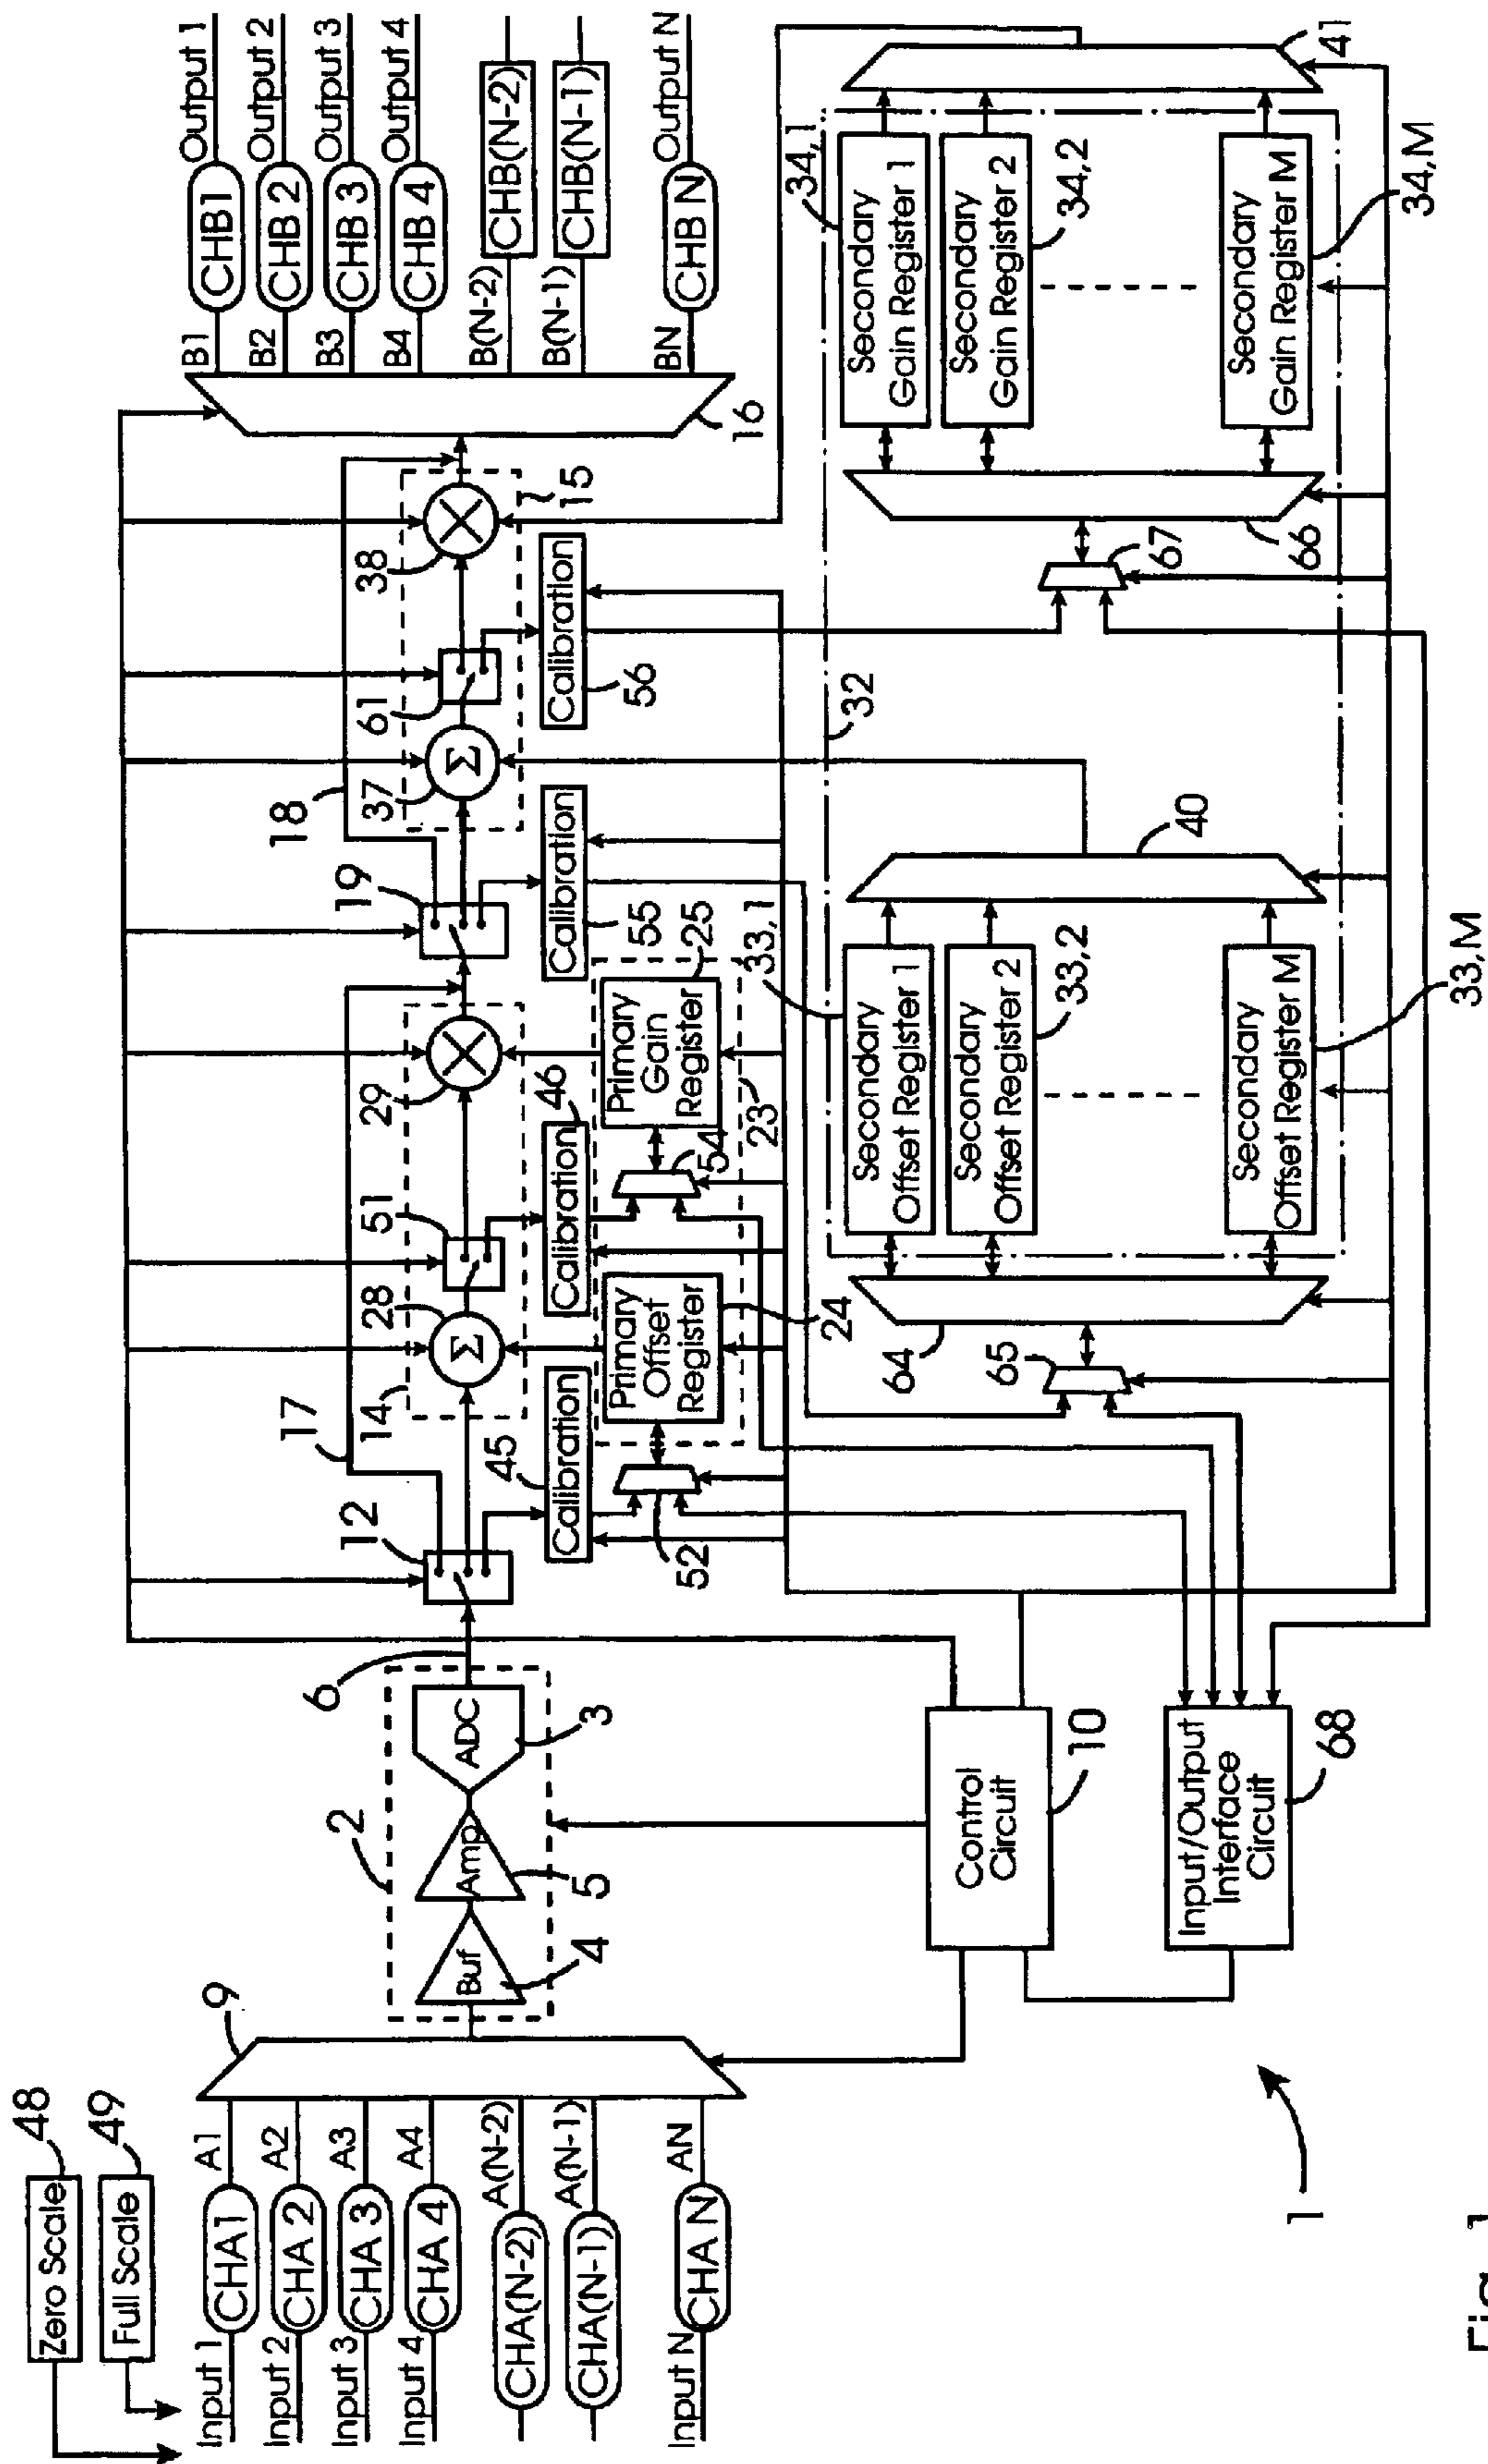 48
Zero Scale
49
Full Scale
Input 1
CHA1
A1
Input 2
CHA 2
A2
Input 3
CHA 3
A3
Input 4
CHA 4
A4
CHA(N-2)
A(N-2)
CHA(N-1)
A(N-1)
Input N
CHA N
AN
9
2
Buf
4
Amp
5
ADC
3
6
12
17
14
28
Σ
51
29
19
18
37
Σ
61
38
15
16
B1
CHB1
Output 1
B2
CHB 2
Output 2
B3
CHB 3
Output 3
B4
CHB 4
Output 4
B(N-2)
CHB(N-2)
B(N-1)
CHB(N-1)
BN
CHB N
Output N
45
Calibration
52
Calibration
46
Calibration
55
Calibration
56
Primary
Offset
Register
24
54
Primary
Gain
Register
25
23
32
Control
Circuit
10
Input/Output
Interface
Circuit
68
64
65
Secondary
Offset Register 1
33,1
Secondary
Offset Register 2
33,2
Secondary
Offset Register M
33,M
40
67
66
Secondary
Gain Register 1
34,1
Secondary
Gain Register 2
34,2
Secondary
Gain Register M
34,M
41
1
Fig. 1